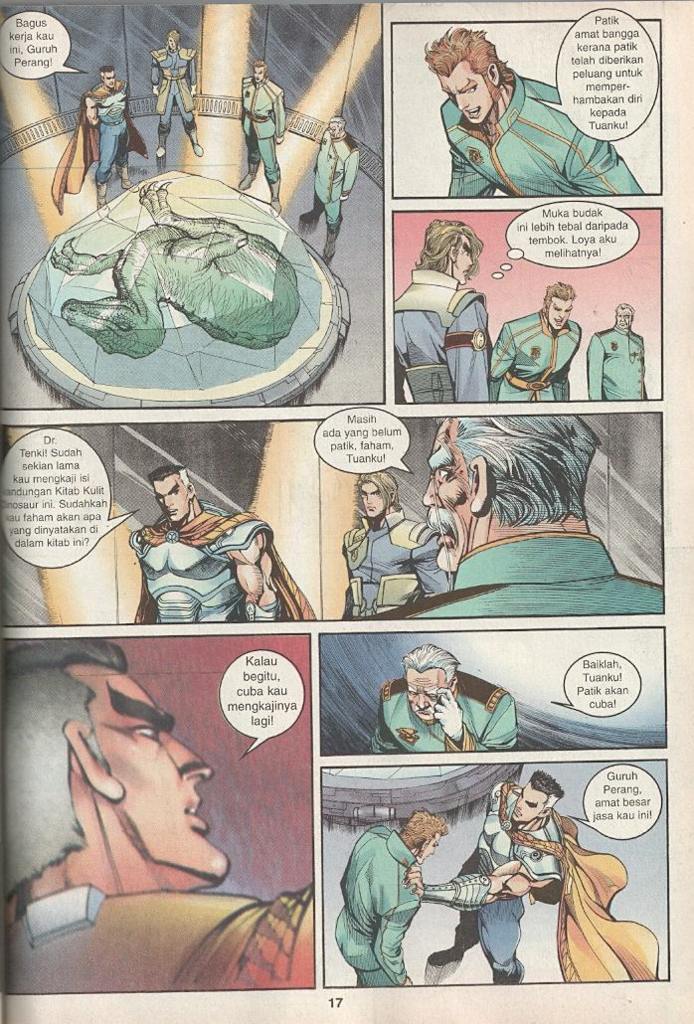 Bagus
kerja kau
ini, Guruh
Perang!
Patik
amat bangga
kerana patik
telah diberikan
peluang untuk
memper-
hambakan diri
kepada
Tuanku!
Muka budak
ini lebih tebal daripada
tembok. Loya aku
melihatnya!
Dr.
Tenki! Sudah
sekian lama
kau mengkaji isi
kandungan Kitab Kulit
Dinosaur ini. Sudahkah
kau faham akan apa
yang dinyatakan di
dalam kitab ini?
Masih
ada yang belum
patik, faham,
Tuanku!
Kalau
begitu,
cuba kau
mengkajinya
lagi!
Baiklah,
Tuanku!
Patik akan
cuba!
Guruh
Perang,
amat besar
jasa kau ini!
17